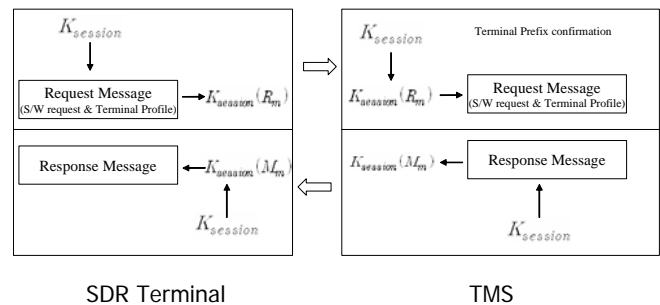 K_session
Request Message
(S/W request & Terminal Profile)
K_session(R_m)
Response Message
K_session(M_m)
K_session
SDR Terminal
K_session
Terminal Prefix confirmation
K_session(R_m)
Request Message
(S/W request & Terminal Profile)
K_session(M_m)
Response Message
K_session
TMS